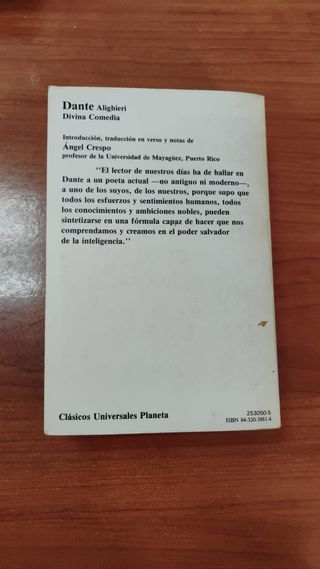 Dante Alighieri
Divina Comedia
Introducción, traducción en verso y notas de
Ángel Crespo
profesor de la Universidad de Mayagüez, Puerto Rico
"El lector de nuestros días ha de hallar en
Dante a un poeta actual —no antiguo ni moderno—,
a uno de los suyos, de los nuestros, porque supo que
todos los esfuerzos y sentimientos humanos, todos
los conocimientos y ambiciones nobles, pueden
sintetizarse en una fórmula capaz de hacer que nos
comprendamos y creamos en el poder salvador
de la inteligencia."
Clásicos Universales Planeta
253050-5
ISBN 84-320-3881-4